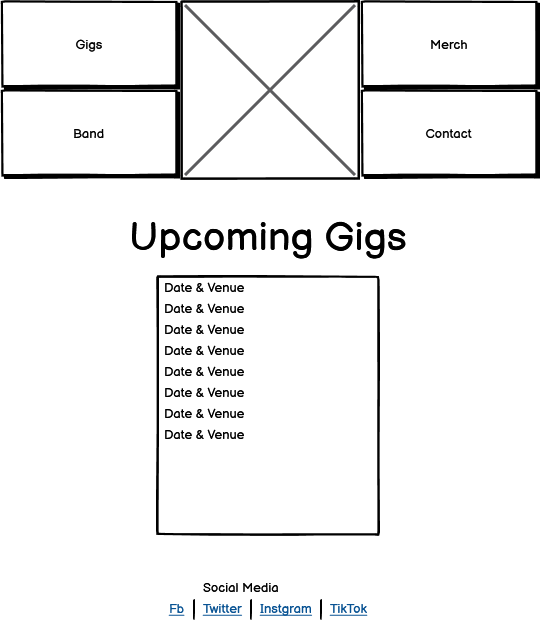 Gigs
Merch
Band
Contact
Upcoming Gigs
Date & Venue
Date & Venue
Date & Venue
Date & Venue
Date & Venue
Date & Venue
Date & Venue
Date & Venue
Social Media
Fb | Twitter | Instgram | TikTok